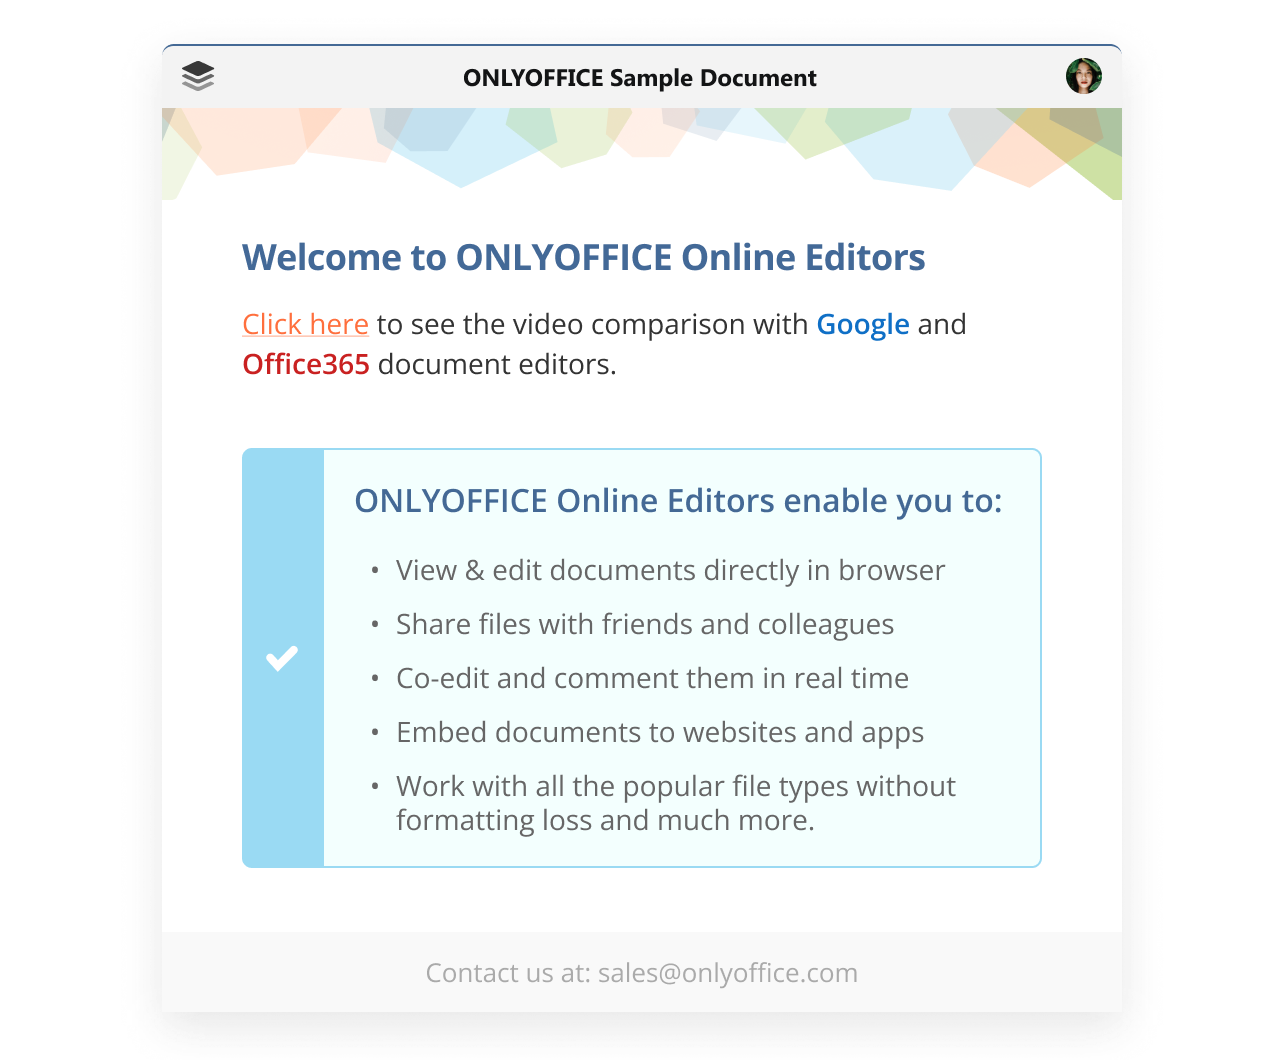 ONLYOFFICE Sample Document
Welcome to ONLYOFFICE Online Editors
Click here to see the video comparison with Google and
Office365 document editors.
ONLYOFFICE Online Editors enable you to:
• View & edit documents directly in browser
• Share files with friends and colleagues
• Co-edit and comment them in real time
• Embed documents to websites and apps
• Work with all the popular file types without
formatting loss and much more.
Contact us at: sales@onlyoffice.com